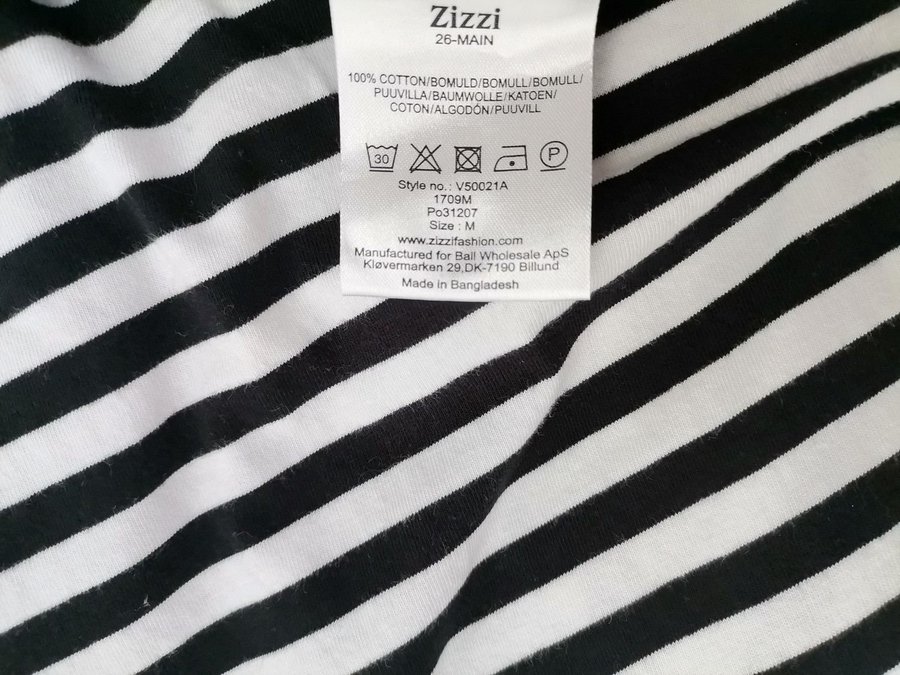 Zizzi
26-MAIN
100% COTTON/BOMULD/BOMULL/BOMULL/
PUUVILLA/BAUMWOLLE/KATOEN/
COTON/ALGODÓN/PUUVILL
30 P
Style no.: V50021A
1709M
Po31207
Size : M
www.zizzifashion.com
Manufactured for Bail Wholesale ApS
Kløvermarken 29,DK-7190 Billund
Made in Bangladesh